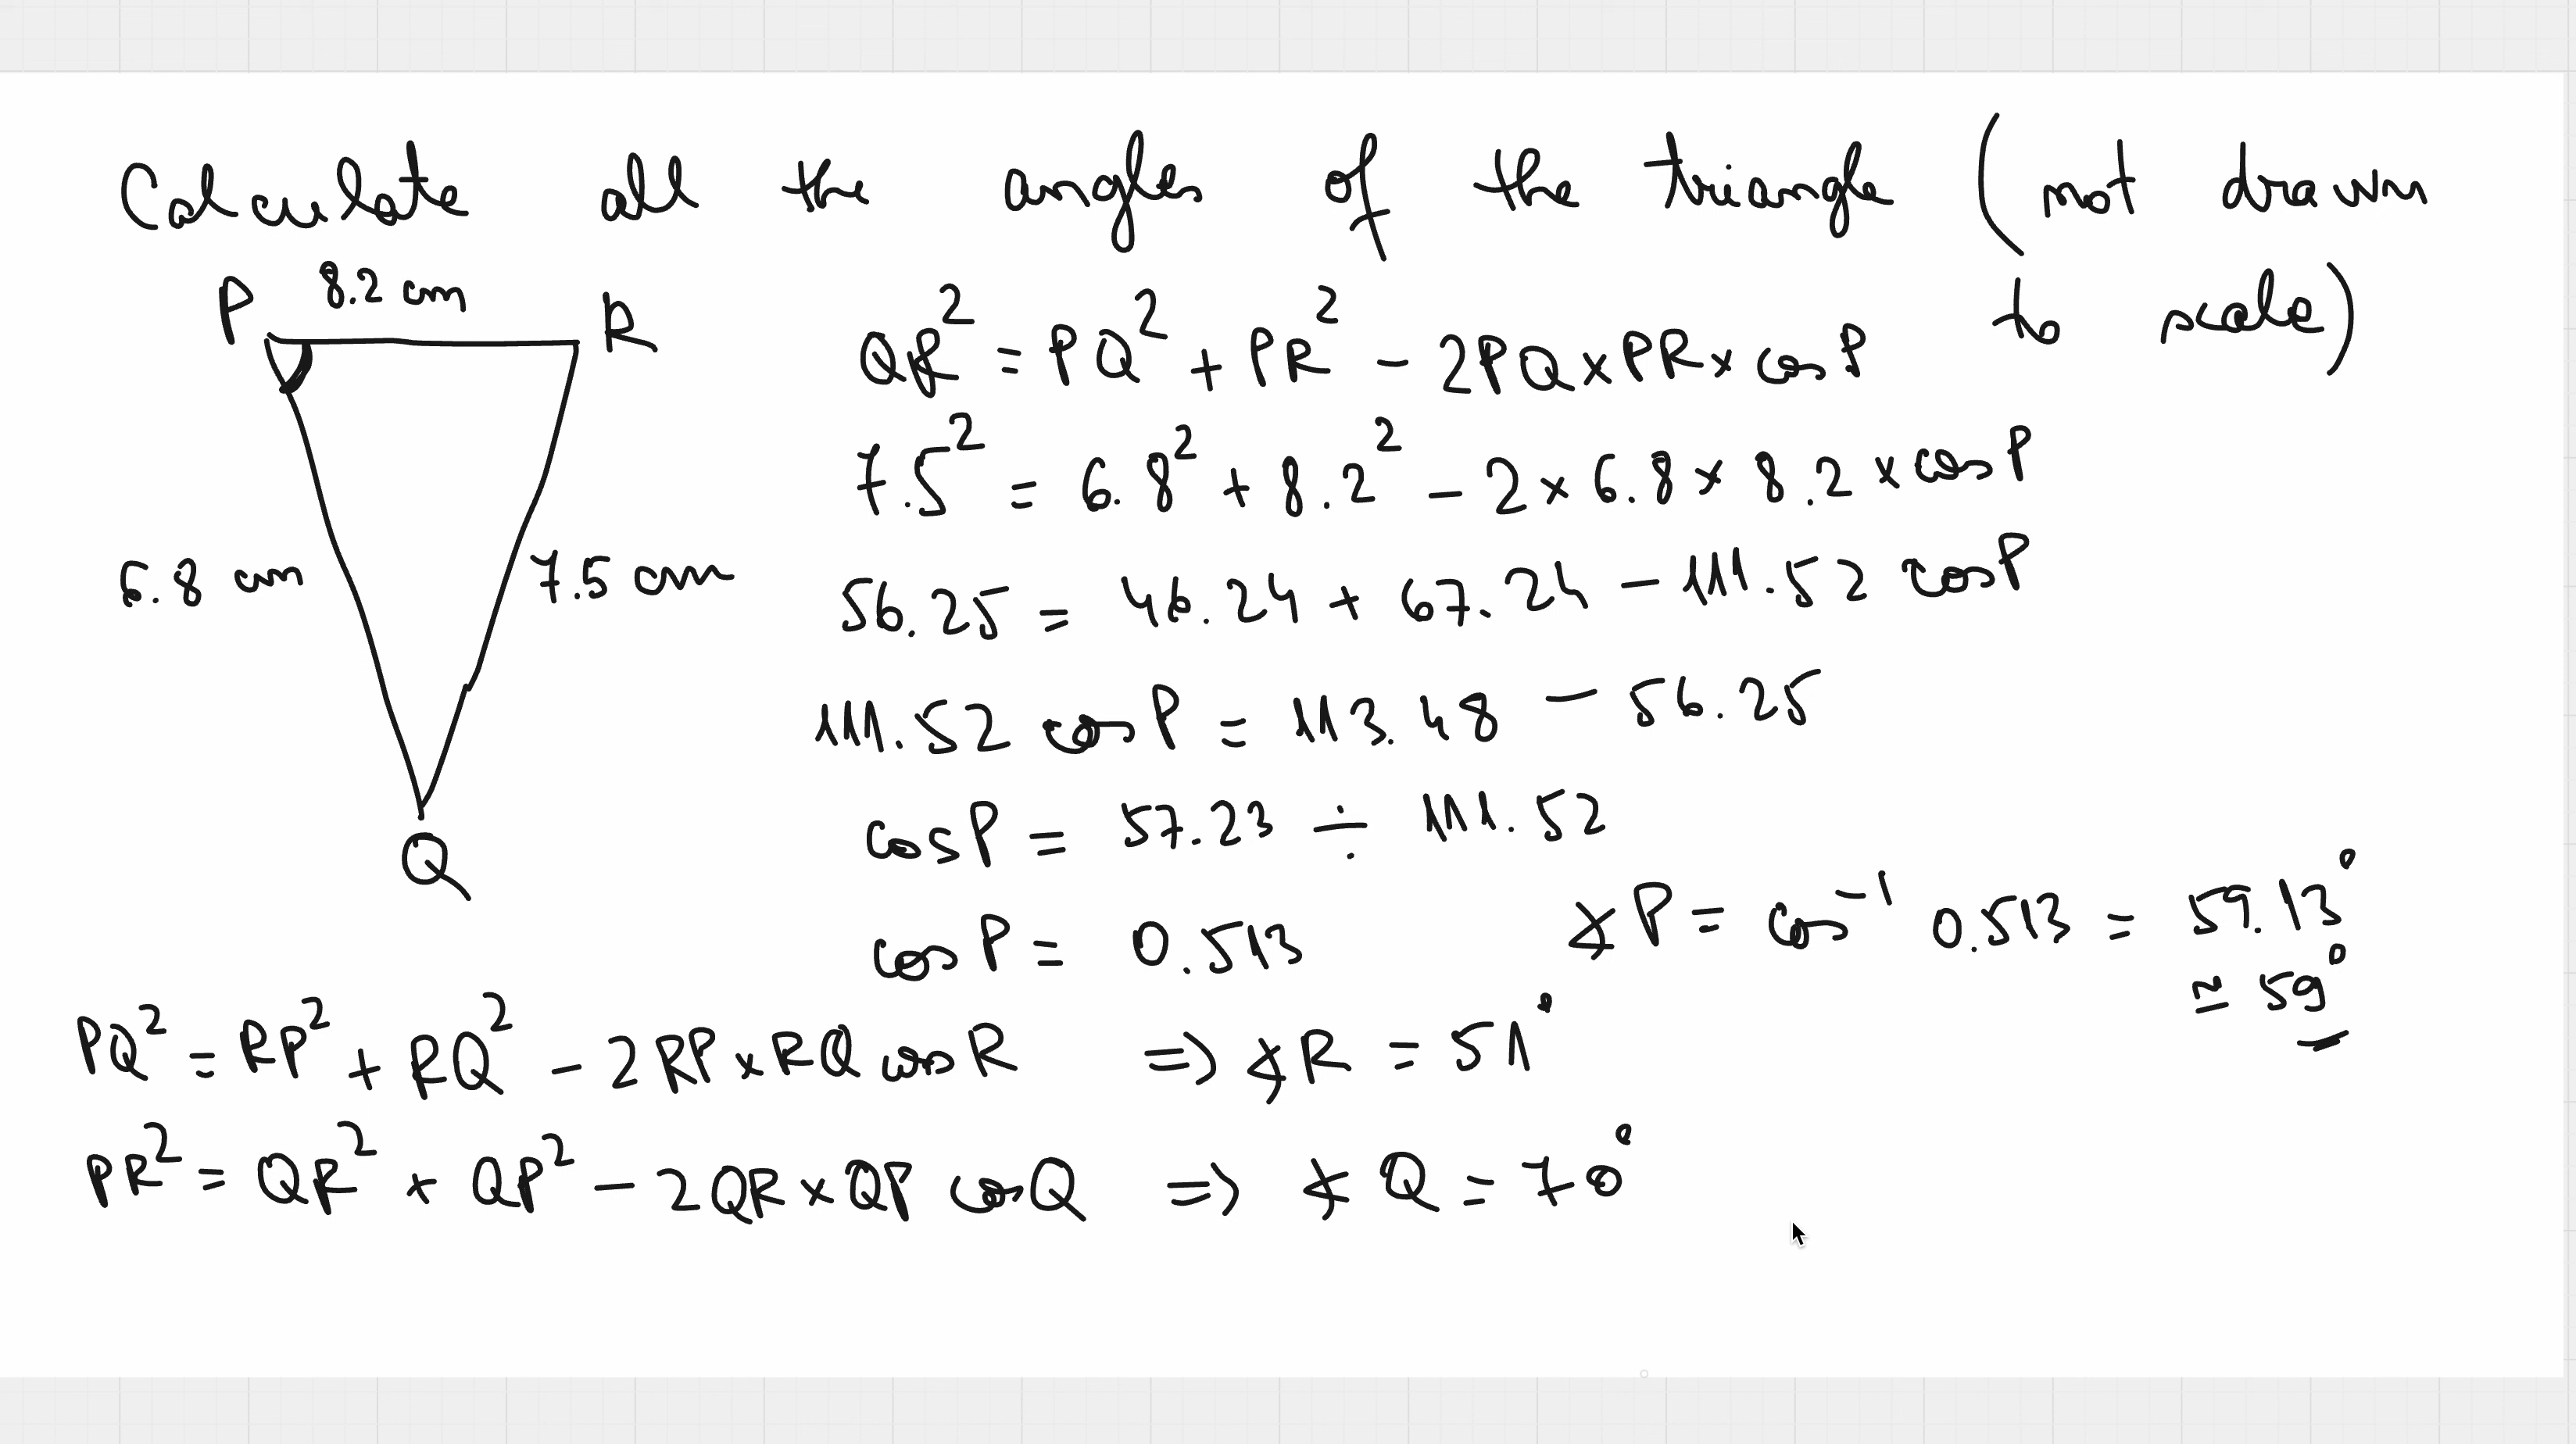 Calculate all the angles of the triangle (not drawn
to scale)
P 8.2 cm R
6.8 cm 7.5 cm
Q
QR² = PQ² + PR² - 2PQ×PR× cos P
7.5² = 6.8² + 8.2² - 2× 6.8× 8.2 × cos P
56.25 = 46.24 + 67.24 - 111.52 cos P
111.52 cos P = 113.48 - 56.25
cos P = 57.23 ÷ 111.52
cos P = 0.513
∡P = cos⁻¹ 0.513 = 59.13°
≃ 59°
PQ² = RP² + RQ² - 2RP×RQ cos R => ∡R = 51°
PR² = QR² + QP² - 2QR×QP cos Q => ∡Q = 70°